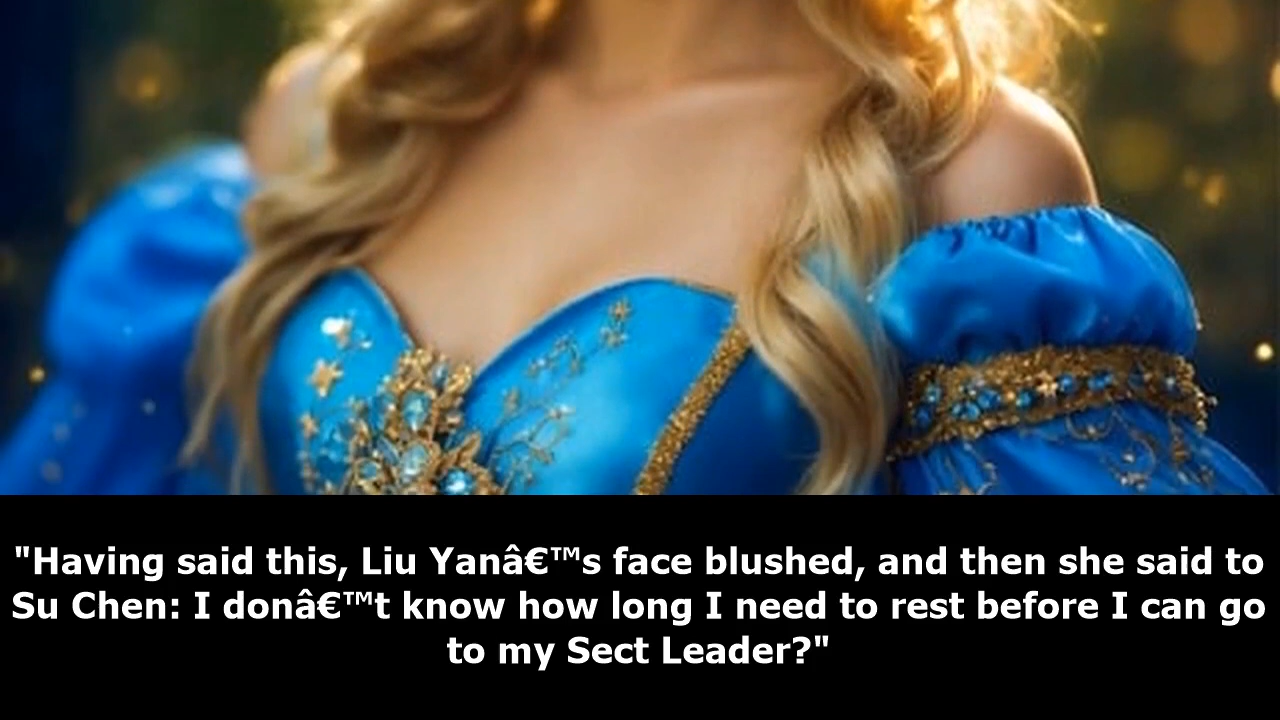 "Having said this, Liu Yanâ€™s face blushed, and then she said to
Su Chen: I donâ€™t know how long I need to rest before I can go
to my Sect Leader?"